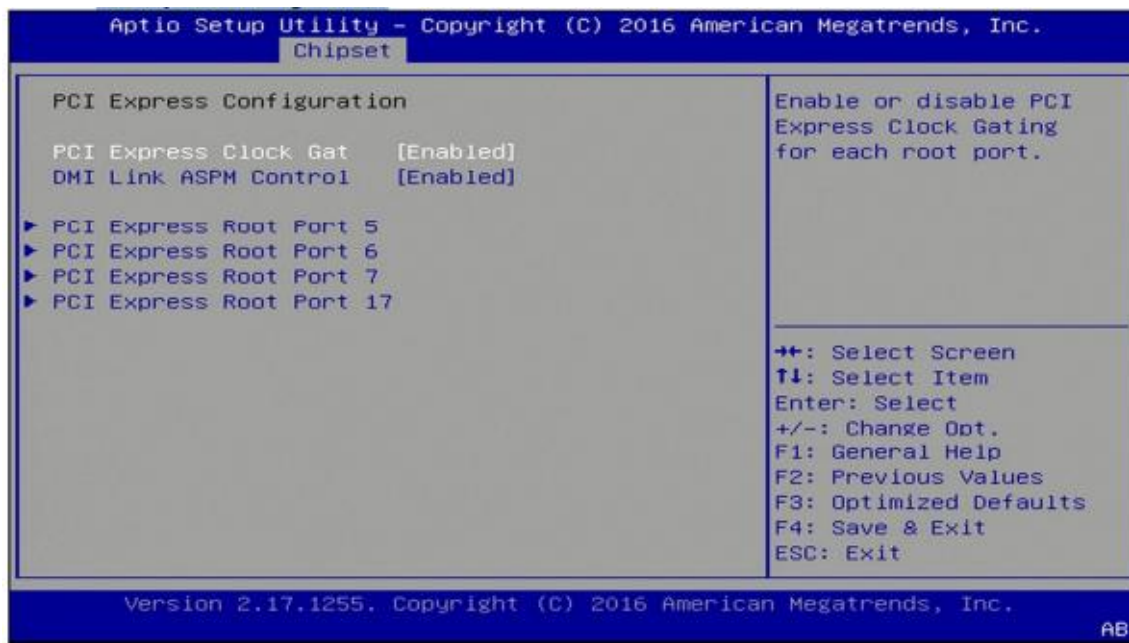 Aptio Setup Utility – Copyright (C) 2016 American Megatrends, Inc.
Chipset
PCI Express Configuration
PCI Express Clock Gat [Enabled]
DMI Link ASPM Control [Enabled]
► PCI Express Root Port 5
► PCI Express Root Port 6
► PCI Express Root Port 7
► PCI Express Root Port 17
Enable or disable PCI
Express Clock Gating
for each root port.
→←: Select Screen
↑↓: Select Item
Enter: Select
+/-: Change Opt.
F1: General Help
F2: Previous Values
F3: Optimized Defaults
F4: Save & Exit
ESC: Exit
Version 2.17.1255. Copyright (C) 2016 American Megatrends, Inc.
AB